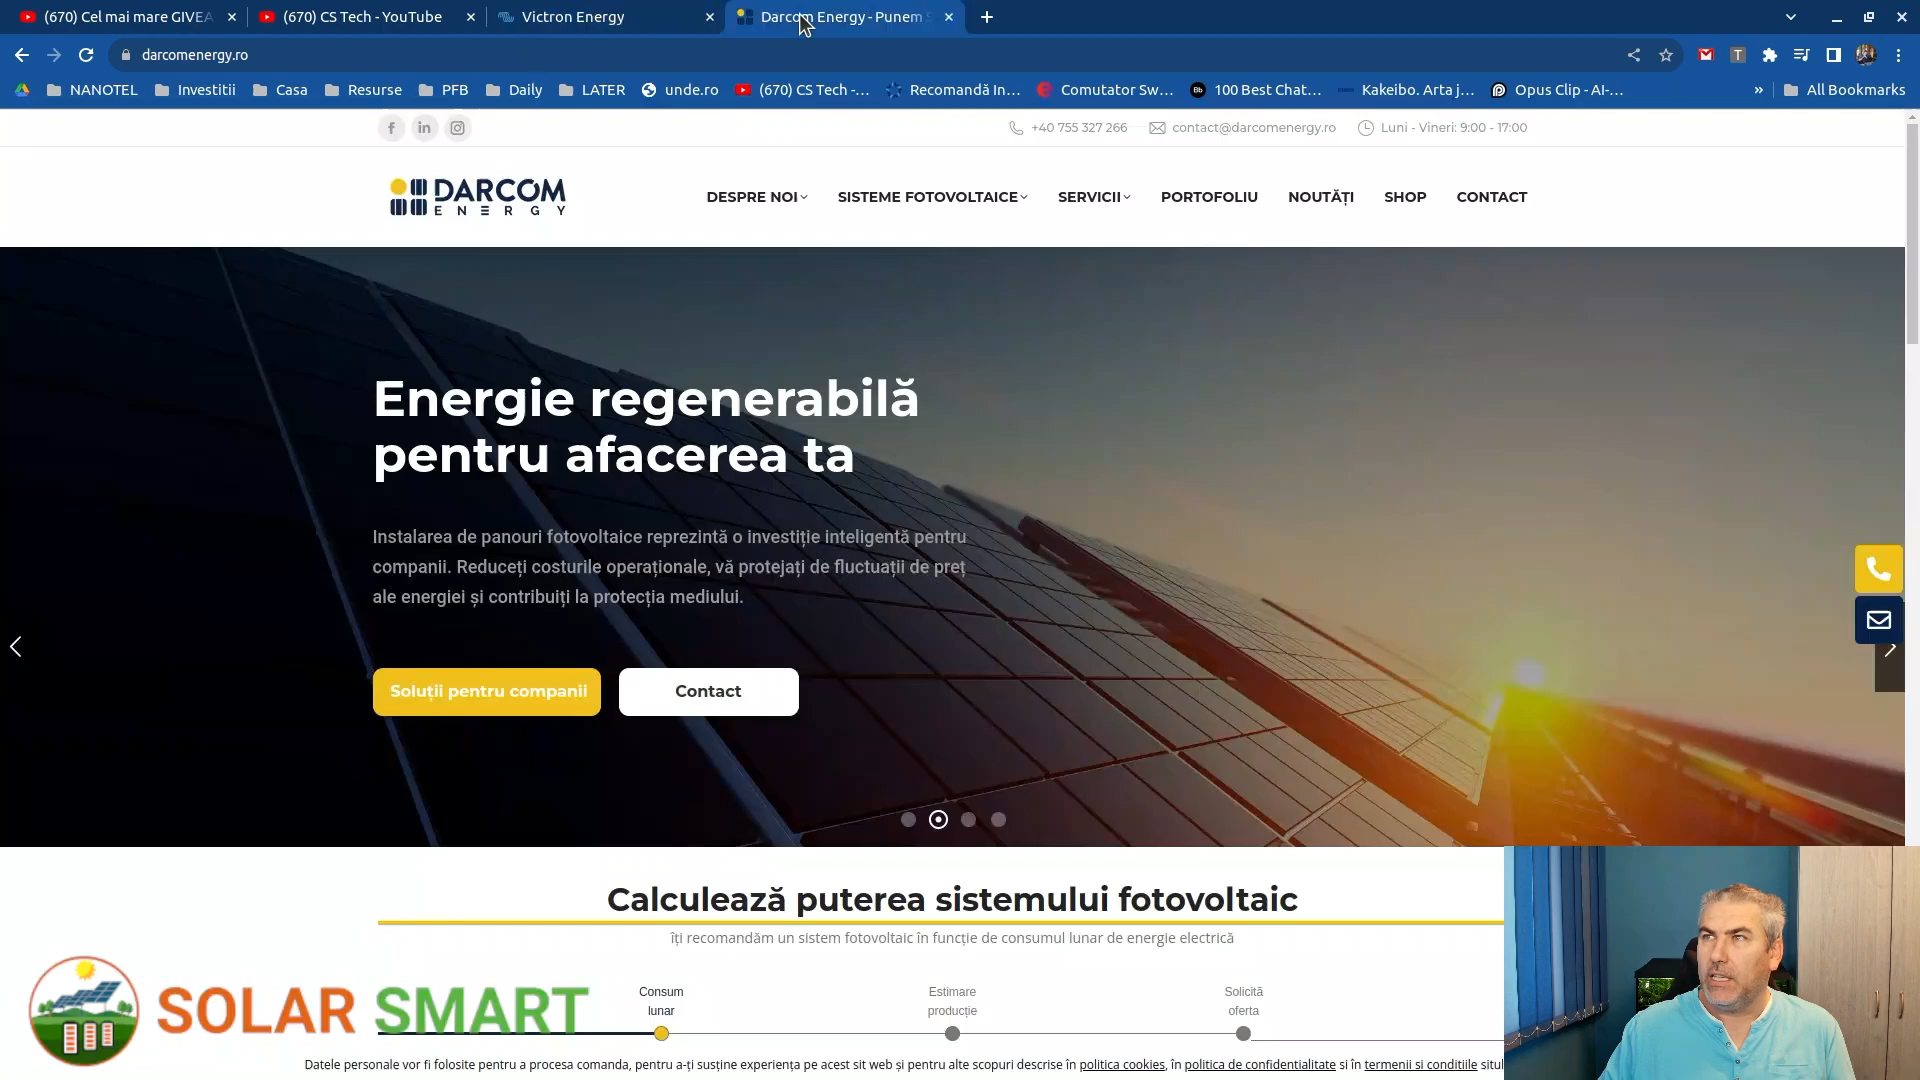 (670) Cel mai mare GIVEA
(670) CS Tech - YouTube
Victron Energy
Darcom Energy - Punem
darcomenergy.ro
NANOTEL
Investitii
Casa
Resurse
PFB
Daily
LATER
unde.ro
(670) CS Tech -...
Recomandă In...
Comutator Sw...
Bb
100 Best Chat...
Kakeibo. Arta j...
Opus Clip - AI-...
»
All Bookmarks
+40 755 327 266
contact@darcomenergy.ro
Luni - Vineri: 9:00 - 17:00
DARCOM
ENERGY
DESPRE NOI
SISTEME FOTOVOLTAICE
SERVICII
PORTOFOLIU
NOUTĂȚI
SHOP
CONTACT
Energie regenerabilă
pentru afacerea ta
Instalarea de panouri fotovoltaice reprezintă o investiție inteligentă pentru
companii. Reduceți costurile operaționale, vă protejați de fluctuații de preț
ale energiei și contribuiți la protecția mediului.
Soluții pentru companii
Contact
Calculează puterea sistemului fotovoltaic
îți recomandăm un sistem fotovoltaic în funcție de consumul lunar de energie electrică
SOLAR SMART
Consum
lunar
Estimare
producție
Solicită
oferta
Datele personale vor fi folosite pentru a procesa comanda, pentru a-ți susține experiența pe acest sit web și pentru alte scopuri descrise în politica cookies, în politica de confidentialitate si în termenii si conditiile situl